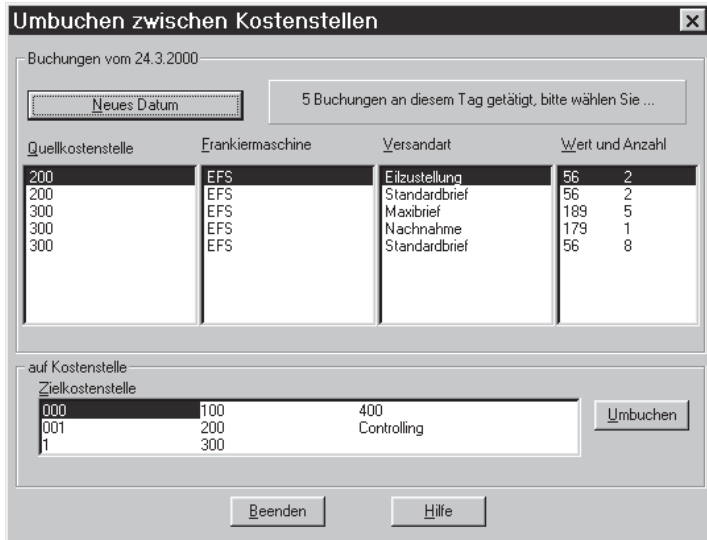 Umbuchen zwischen Kostenstellen
Buchungen vom 24.3.2000
Neues Datum
5 Buchungen an diesem Tag getätigt, bitte wählen Sie ...
Quellkostenstelle Frankiermaschine Versandart Wert und Anzahl
200 EFS Eilzustellung 56 2
200 EFS Standardbrief 56 2
300 EFS Maxibrief 189 5
300 EFS Nachnahme 179 1
300 EFS Standardbrief 56 8
auf Kostenstelle
Zielkostenstelle
000 100 400
001 200 Controlling
1 300
Umbuchen
Beenden Hilfe